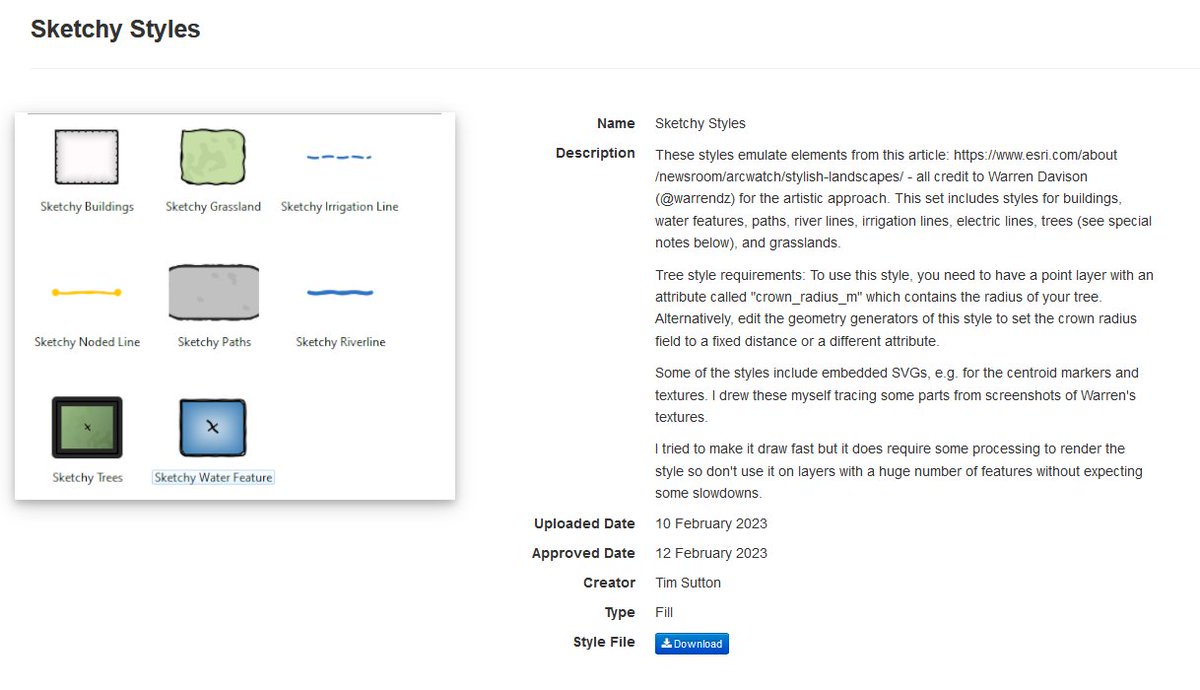 Sketchy Styles
Sketchy Buildings
Sketchy Grassland
Sketchy Irrigation Line
Sketchy Noded Line
Sketchy Paths
Sketchy Riverline
Sketchy Trees
Sketchy Water Feature
Name Sketchy Styles
Description These styles emulate elements from this article: https://www.esri.com/about
/newsroom/arcwatch/stylish-landscapes/ - all credit to Warren Davison
(@warrendz) for the artistic approach. This set includes styles for buildings,
water features, paths, river lines, irrigation lines, electric lines, trees (see special
notes below), and grasslands.
Tree style requirements: To use this style, you need to have a point layer with an
attribute called "crown_radius_m" which contains the radius of your tree.
Alternatively, edit the geometry generators of this style to set the crown radius
field to a fixed distance or a different attribute.
Some of the styles include embedded SVGs, e.g. for the centroid markers and
textures. I drew these myself tracing some parts from screenshots of Warren's
textures.
I tried to make it draw fast but it does require some processing to render the
style so don't use it on layers with a huge number of features without expecting
some slowdowns.
Uploaded Date 10 February 2023
Approved Date 12 February 2023
Creator Tim Sutton
Type Fill
Style File Download